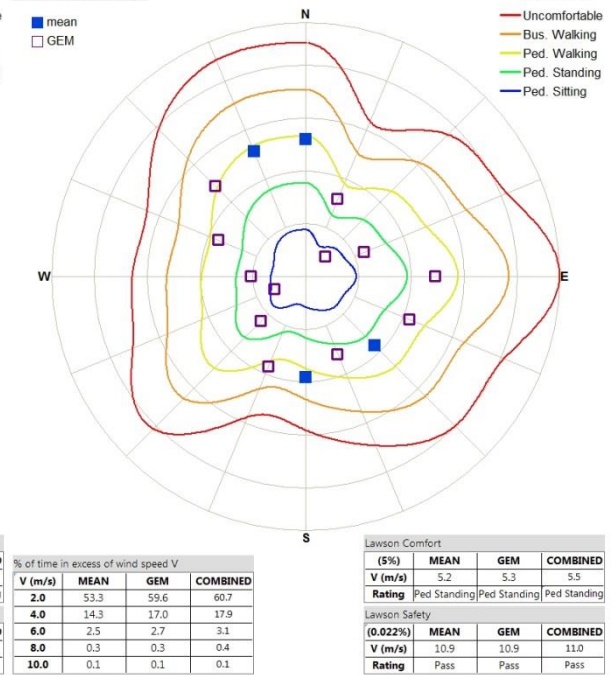 mean
GEM
N
Uncomfortable
Bus. Walking
Ped. Walking
Ped. Standing
Ped. Sitting
W
E
S
% of time in excess of wind speed V
V (m/s) MEAN GEM COMBINED
2.0 53.3 59.6 60.7
4.0 14.3 17.0 17.9
6.0 2.5 2.7 3.1
8.0 0.3 0.3 0.4
10.0 0.1 0.1 0.1
Lawson Comfort
(5%) MEAN GEM COMBINED
V (m/s) 5.2 5.3 5.5
Rating Ped Standing Ped Standing Ped Standing
Lawson Safety
(0.022%) MEAN GEM COMBINED
V (m/s) 10.9 10.9 11.0
Rating Pass Pass Pass